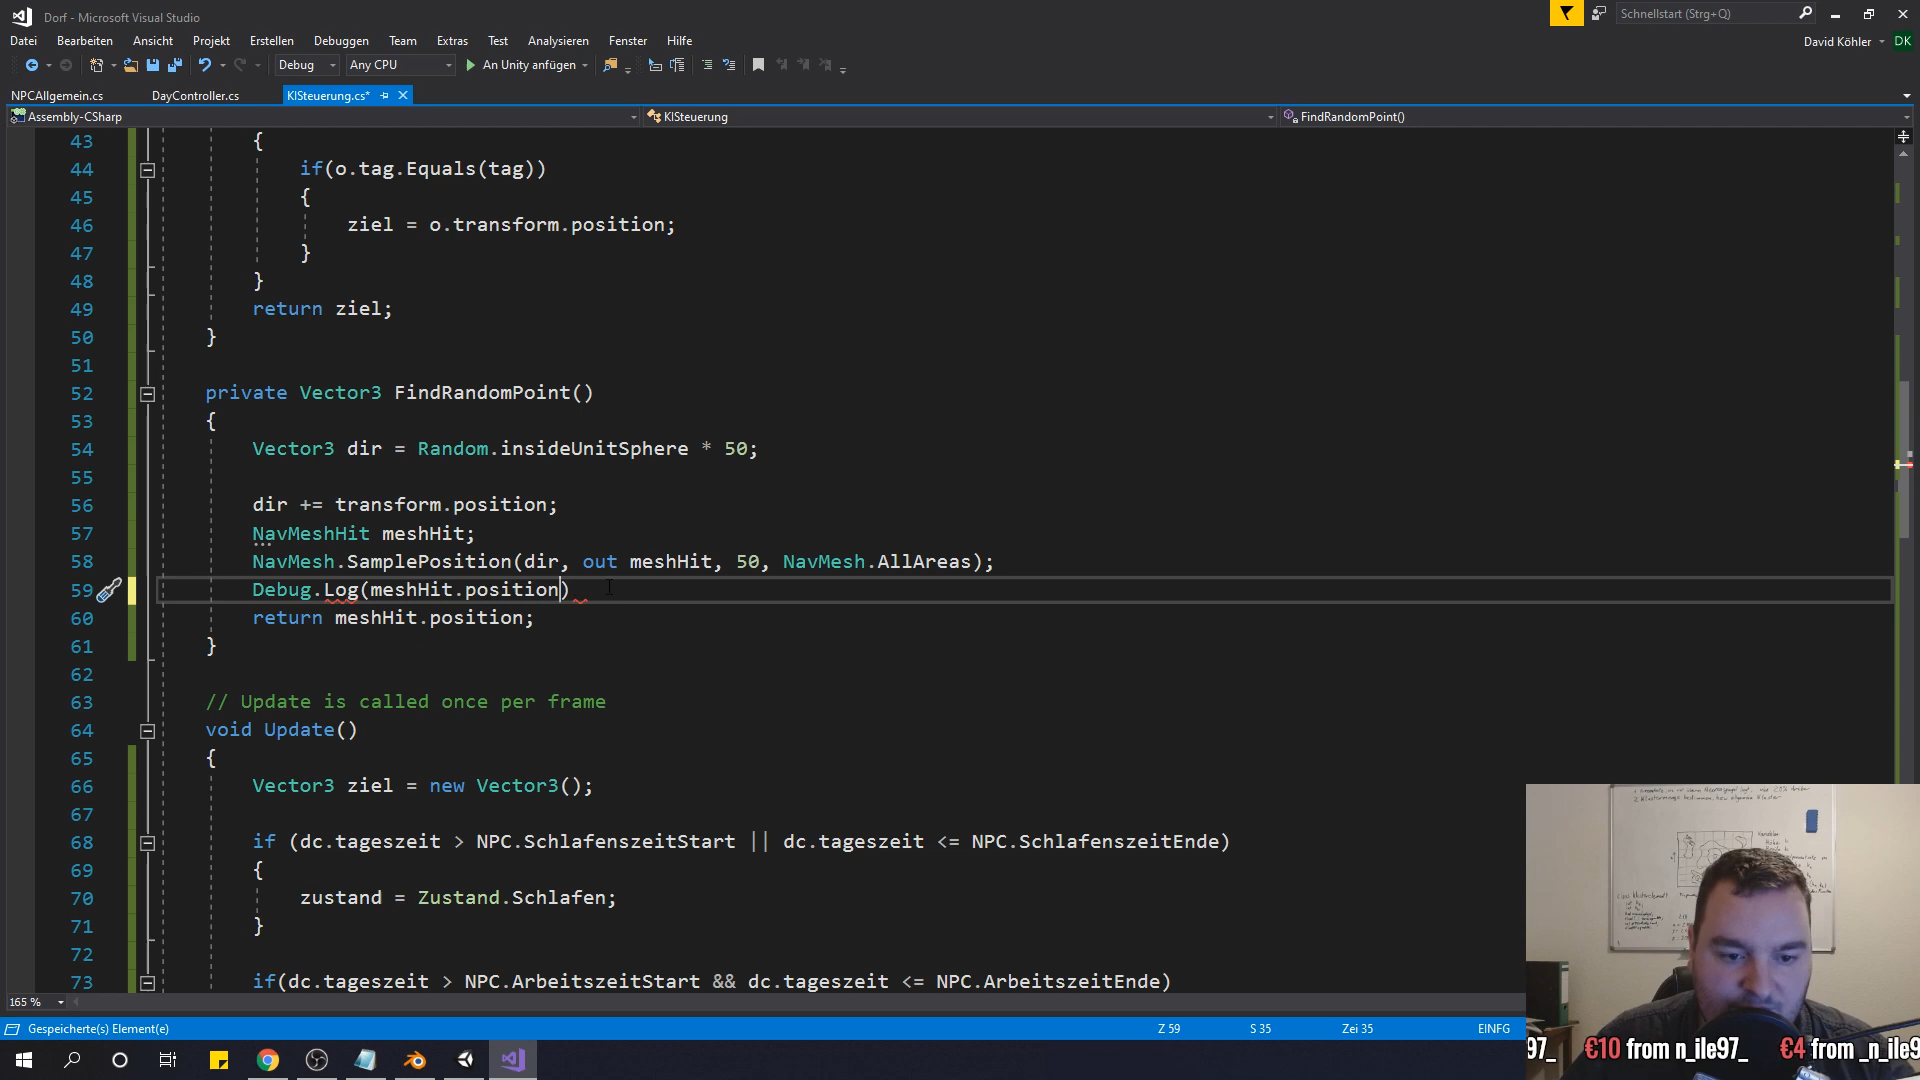 Dorf - Microsoft Visual Studio
Schnellstart (Strg+Q)
Datei Bearbeiten Ansicht Projekt Erstellen Debuggen Team Extras Test Analysieren Fenster Hilfe
David Köhler DK
Debug Any CPU An Unity anfügen
NPCAllgemein.cs DayController.cs KISteuerung.cs*
Assembly-CSharp KISteuerung FindRandomPoint()
43 {
44 if(o.tag.Equals(tag))
45 {
46 ziel = o.transform.position;
47 }
48 }
49 return ziel;
50 }
51
52 private Vector3 FindRandomPoint()
53 {
54 Vector3 dir = Random.insideUnitSphere * 50;
55
56 dir += transform.position;
57 NavMeshHit meshHit;
58 NavMesh.SamplePosition(dir, out meshHit, 50, NavMesh.AllAreas);
59 Debug.Log(meshHit.position)
60 return meshHit.position;
61 }
62
63 // Update is called once per frame
64 void Update()
65 {
66 Vector3 ziel = new Vector3();
67
68 if (dc.tageszeit > NPC.SchlafenszeitStart || dc.tageszeit <= NPC.SchlafenszeitEnde)
69 {
70 zustand = Zustand.Schlafen;
71 }
72
73 if(dc.tageszeit > NPC.ArbeitszeitStart && dc.tageszeit <= NPC.ArbeitszeitEnde)
165 %
Gespeicherte(s) Element(e) Z 59 S 35 Zei 35 EINFG
97_ €10 from n_ile97_ €4 from _n_ile9